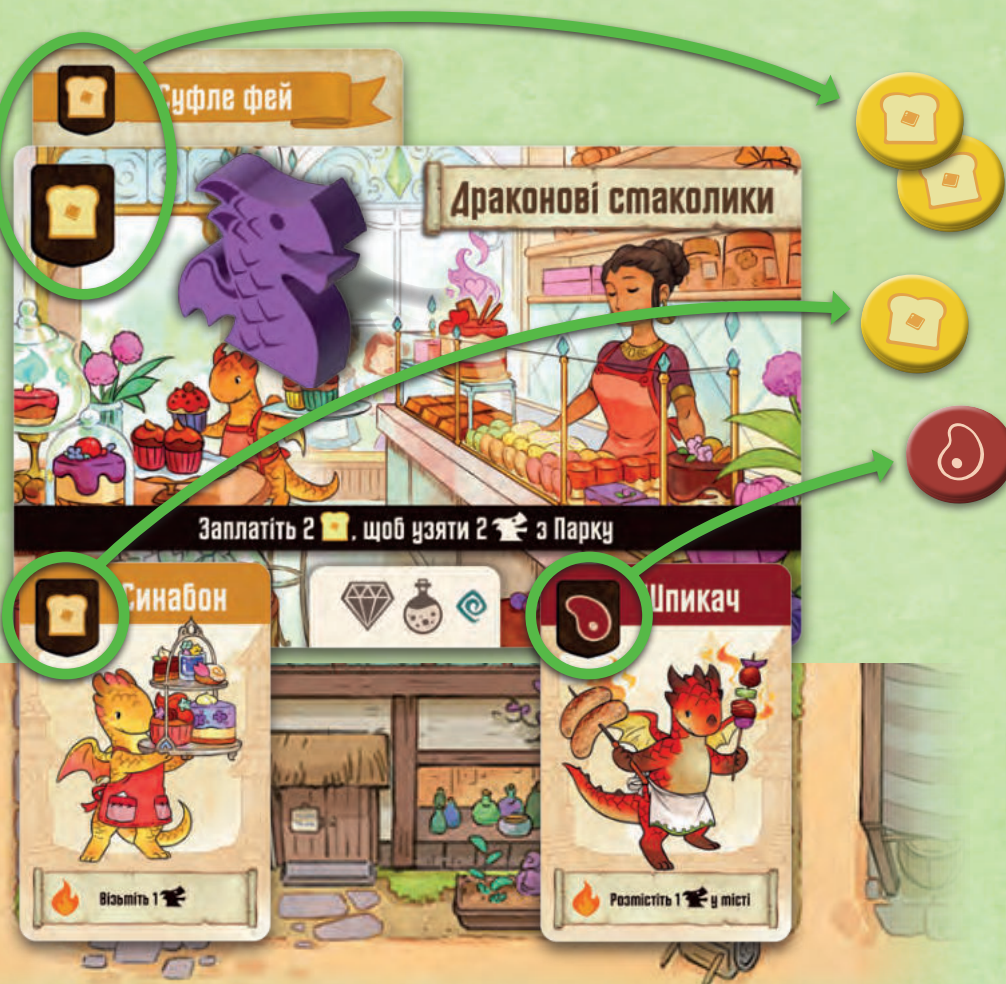 Суфле фей
Драконові смаколики
Заплатіть 2 , щоб узяти 2 з Парку
Синабон
Шпикач
Візьміть 1
Розмістіть 1 у місті